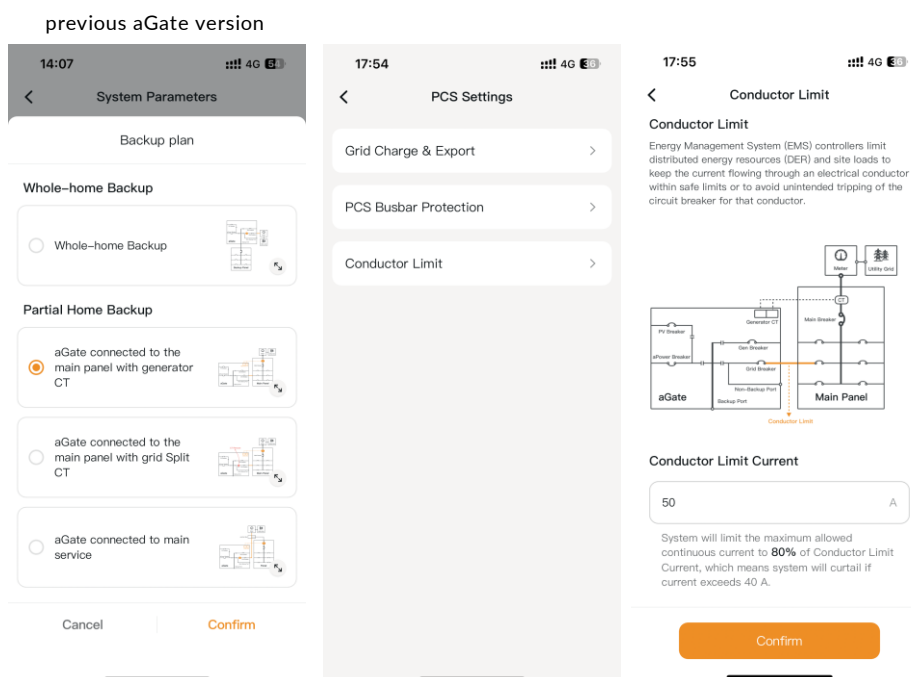 previous aGate version
14:07
4G 54
System Parameters
Backup plan
Whole-home Backup
Whole-home Backup
Partial Home Backup
aGate connected to the
main panel with generator
CT
aGate connected to the
main panel with grid Split
CT
aGate connected to main
service
Cancel
Confirm
17:54
4G 36
PCS Settings
Grid Charge & Export
PCS Busbar Protection
Conductor Limit
17:55
4G 36
Conductor Limit
Conductor Limit
Energy Management System (EMS) controllers limit
distributed energy resources (DER) and site loads to
keep the current flowing through an electrical conductor
within safe limits or to avoid unintended tripping of the
circuit breaker for that conductor.
Meter
Utility Grid
CT
Generator CT
Main Breaker
PV Breaker
Gen Breaker
aPower Breaker
Grid Breaker
Non-Backup Port
aGate
Backup Port
Main Panel
Conductor Limit
Conductor Limit Current
50 A
System will limit the maximum allowed
continuous current to 80% of Conductor Limit
Current, which means system will curtail if
current exceeds 40 A.
Confirm